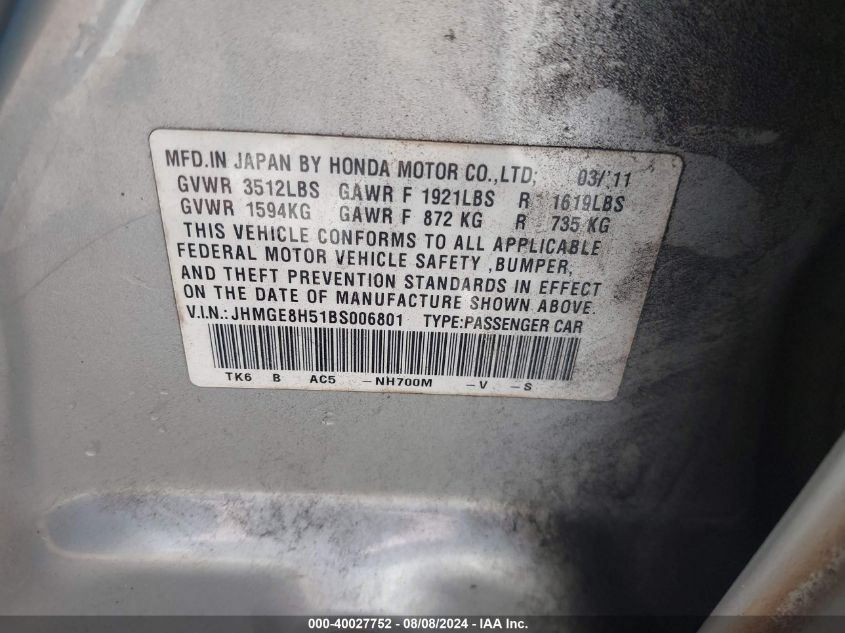 MFD.IN JAPAN BY HONDA MOTOR CO.,LTD; 03/'11
GVWR 3512LBS GAWR F 1921LBS R 1619LBS
GVWR 1594KG GAWR F 872 KG R 735 KG
THIS VEHICLE CONFORMS TO ALL APPLICABLE
FEDERAL MOTOR VEHICLE SAFETY ,BUMPER,
AND THEFT PREVENTION STANDARDS IN EFFECT
ON THE DATE OF MANUFACTURE SHOWN ABOVE.
V.I.N.:JHMGE8H51BS006801 TYPE:PASSENGER CAR
TK6 B AC5 -NH700M -V -S
000-40027752 - 08/08/2024 - IAA Inc.